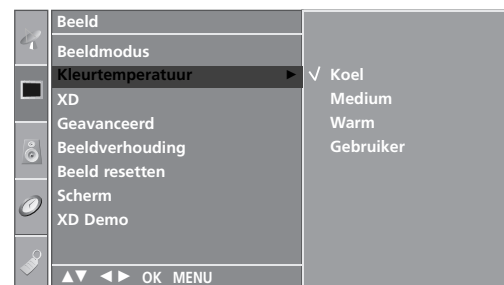 Beeld
Beeldmodus
Kleurtemperatuur ►
XD
Geavanceerd
Beeldverhouding
Beeld resetten
Scherm
XD Demo
▲▼ ◄► OK MENU
√ Koel
Medium
Warm
Gebruiker